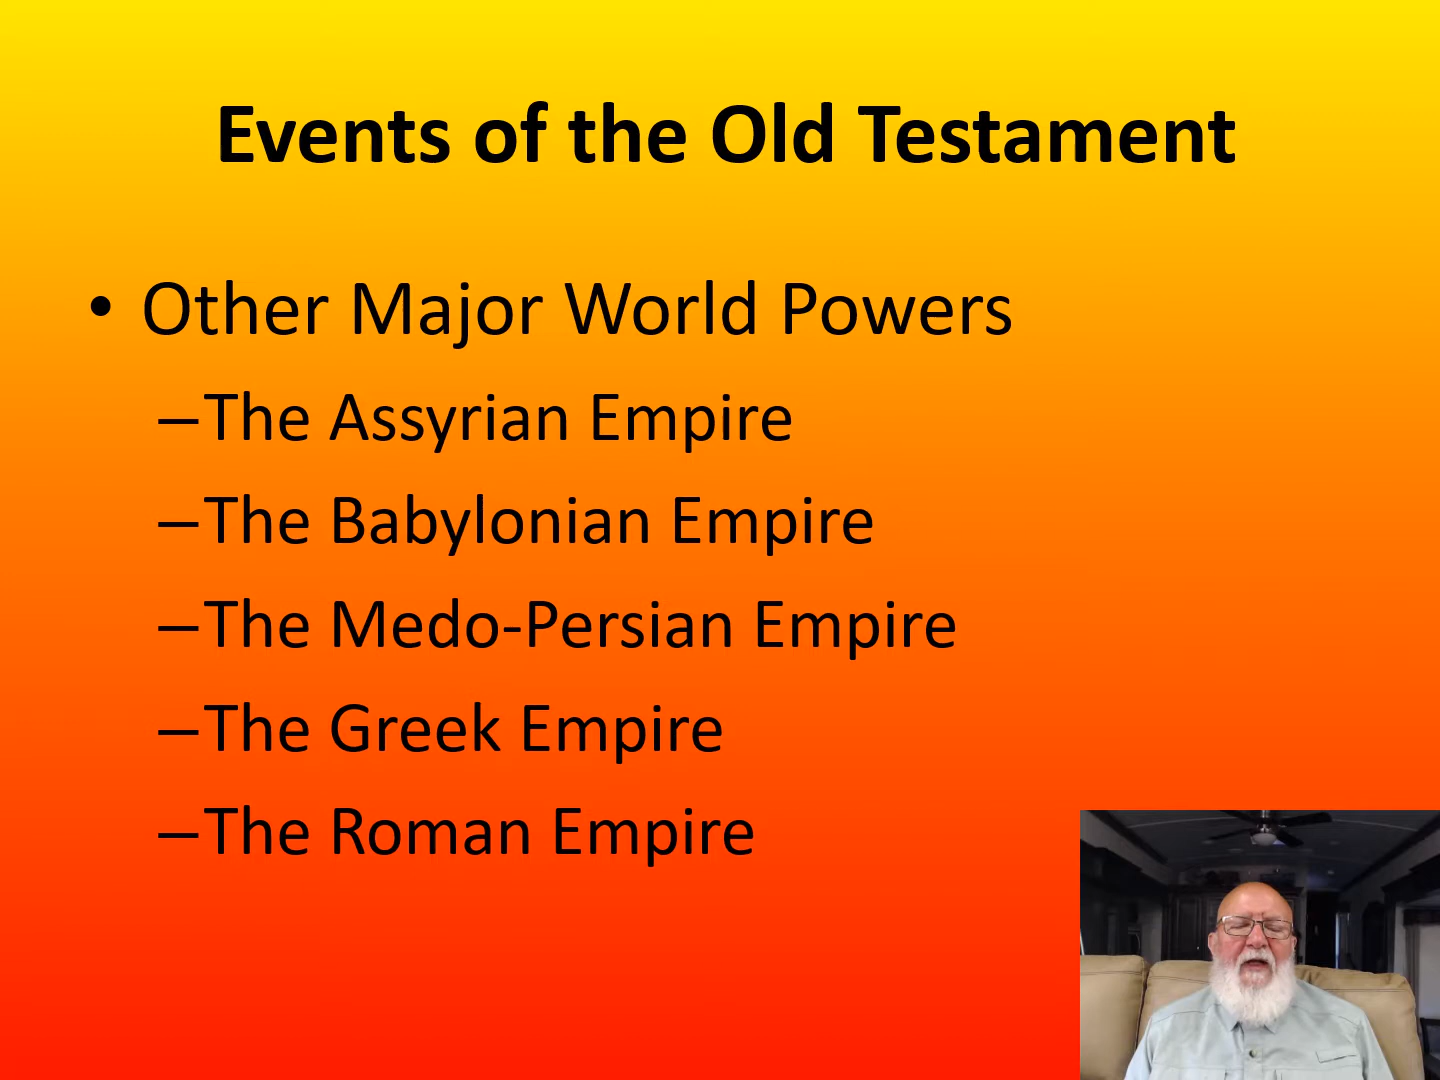 Events of the Old Testament
• Other Major World Powers
–The Assyrian Empire
–The Babylonian Empire
–The Medo-Persian Empire
–The Greek Empire
–The Roman Empire